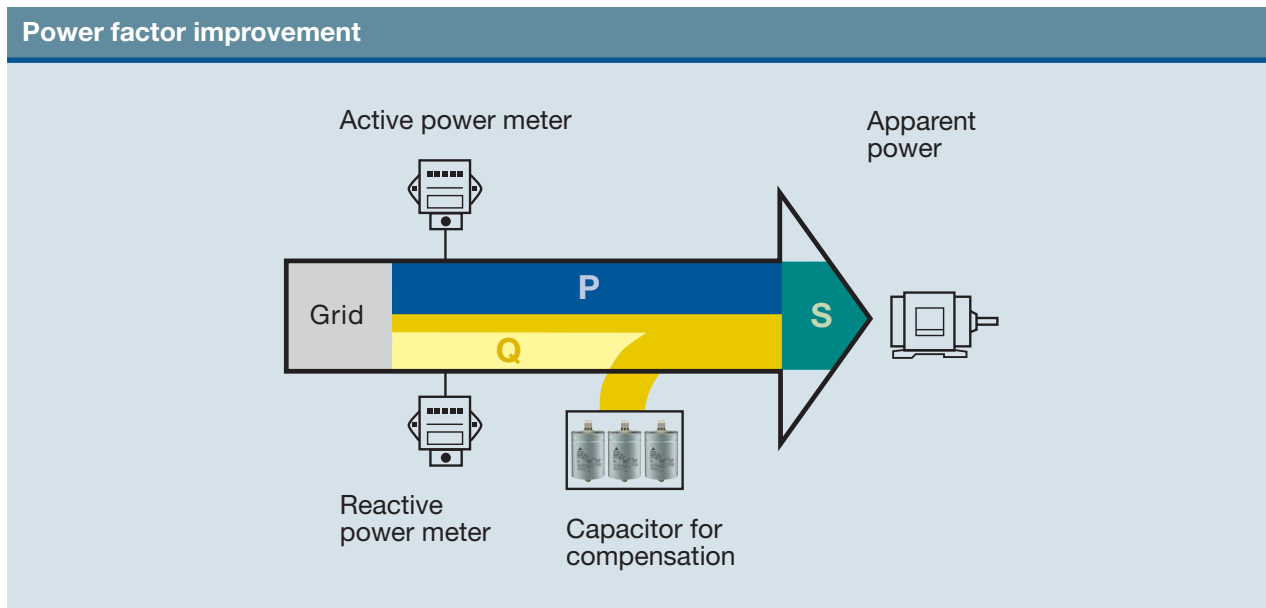 Power factor improvement
Active power meter
Apparent
power
Grid
P
Q
S
Reactive
power meter
Capacitor for
compensation